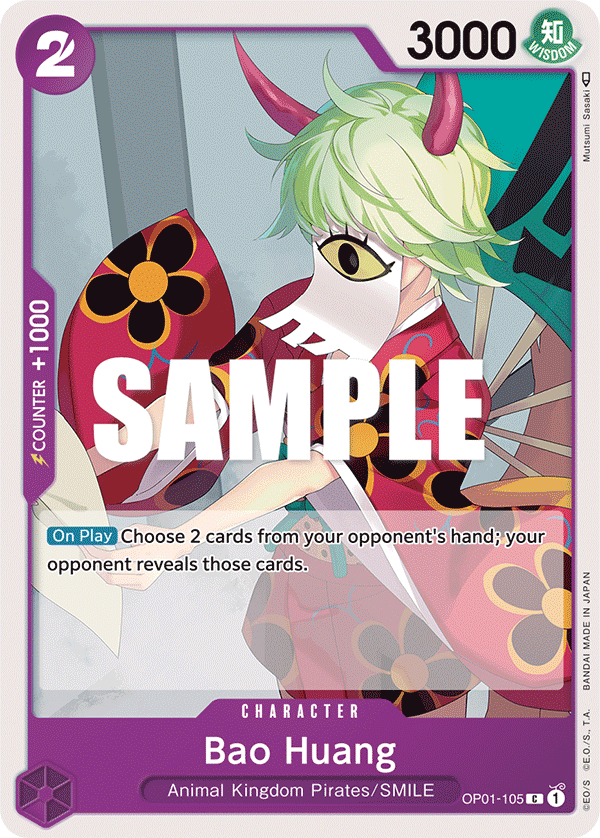 2
3000
知
WISDOM
Mutsumi Sasaki
COUNTER +1000
SAMPLE
On Play Choose 2 cards from your opponent's hand; your
opponent reveals those cards.
CHARACTER
Bao Huang
Animal Kingdom Pirates/SMILE
OP01-105 C 1
©EO/S ©E.O./S., T.A. BANDAI MADE IN JAPAN